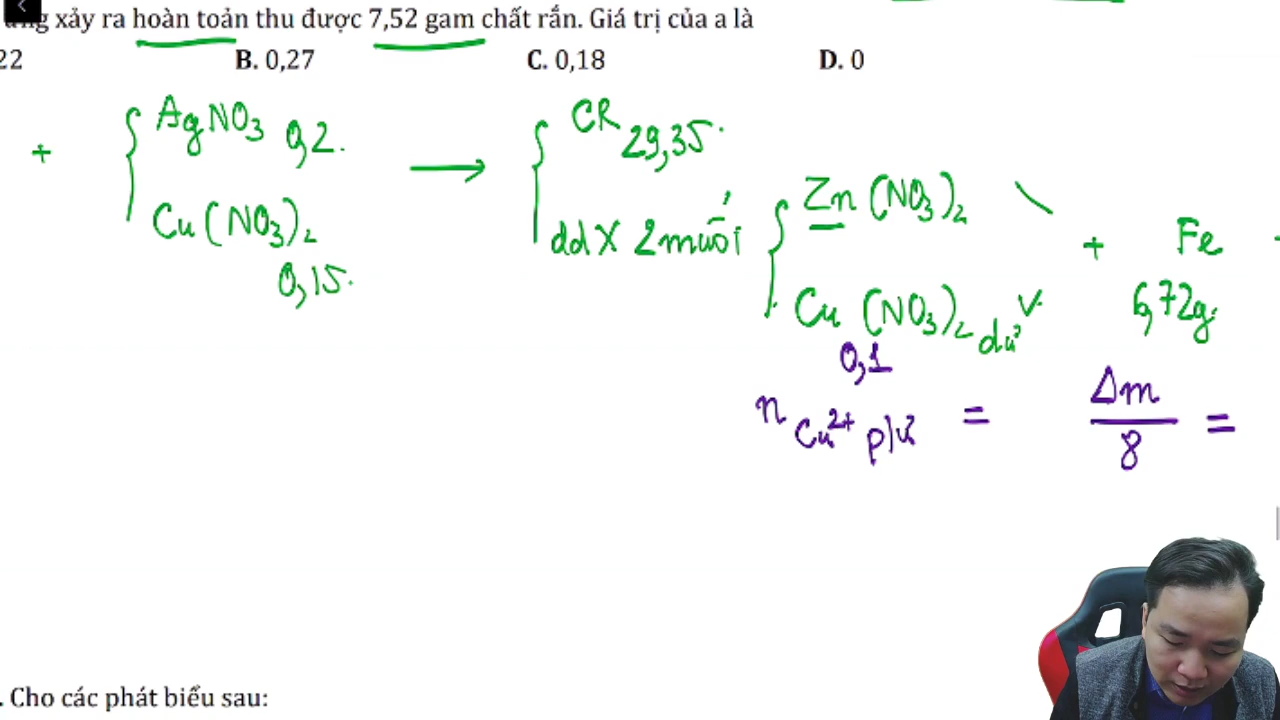 ứng xảy ra hoàn toản thu được 7,52 gam chất rắn. Giá trị của a là
22 B. 0,27 C. 0,18 D. 0
+ AgNO3 0,2. CR 29,35.
Cu(NO3)2 0,15. ddX 2 muối Zn(NO3)2 + Fe 6,72g.
Cu(NO3)2 dư
0,1
n Cu2+ p/ư = Δm/8 =
. Cho các phát biểu sau: